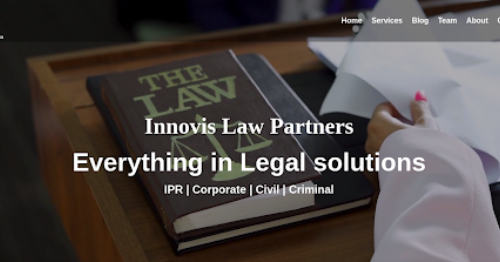 Home Services Blog Team About
THE
LAW
Innovis Law Partners
Everything in Legal solutions
IPR | Corporate | Civil | Criminal